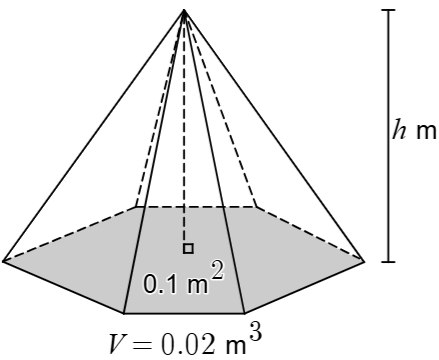 h m
0.1 m²
V = 0.02 m³